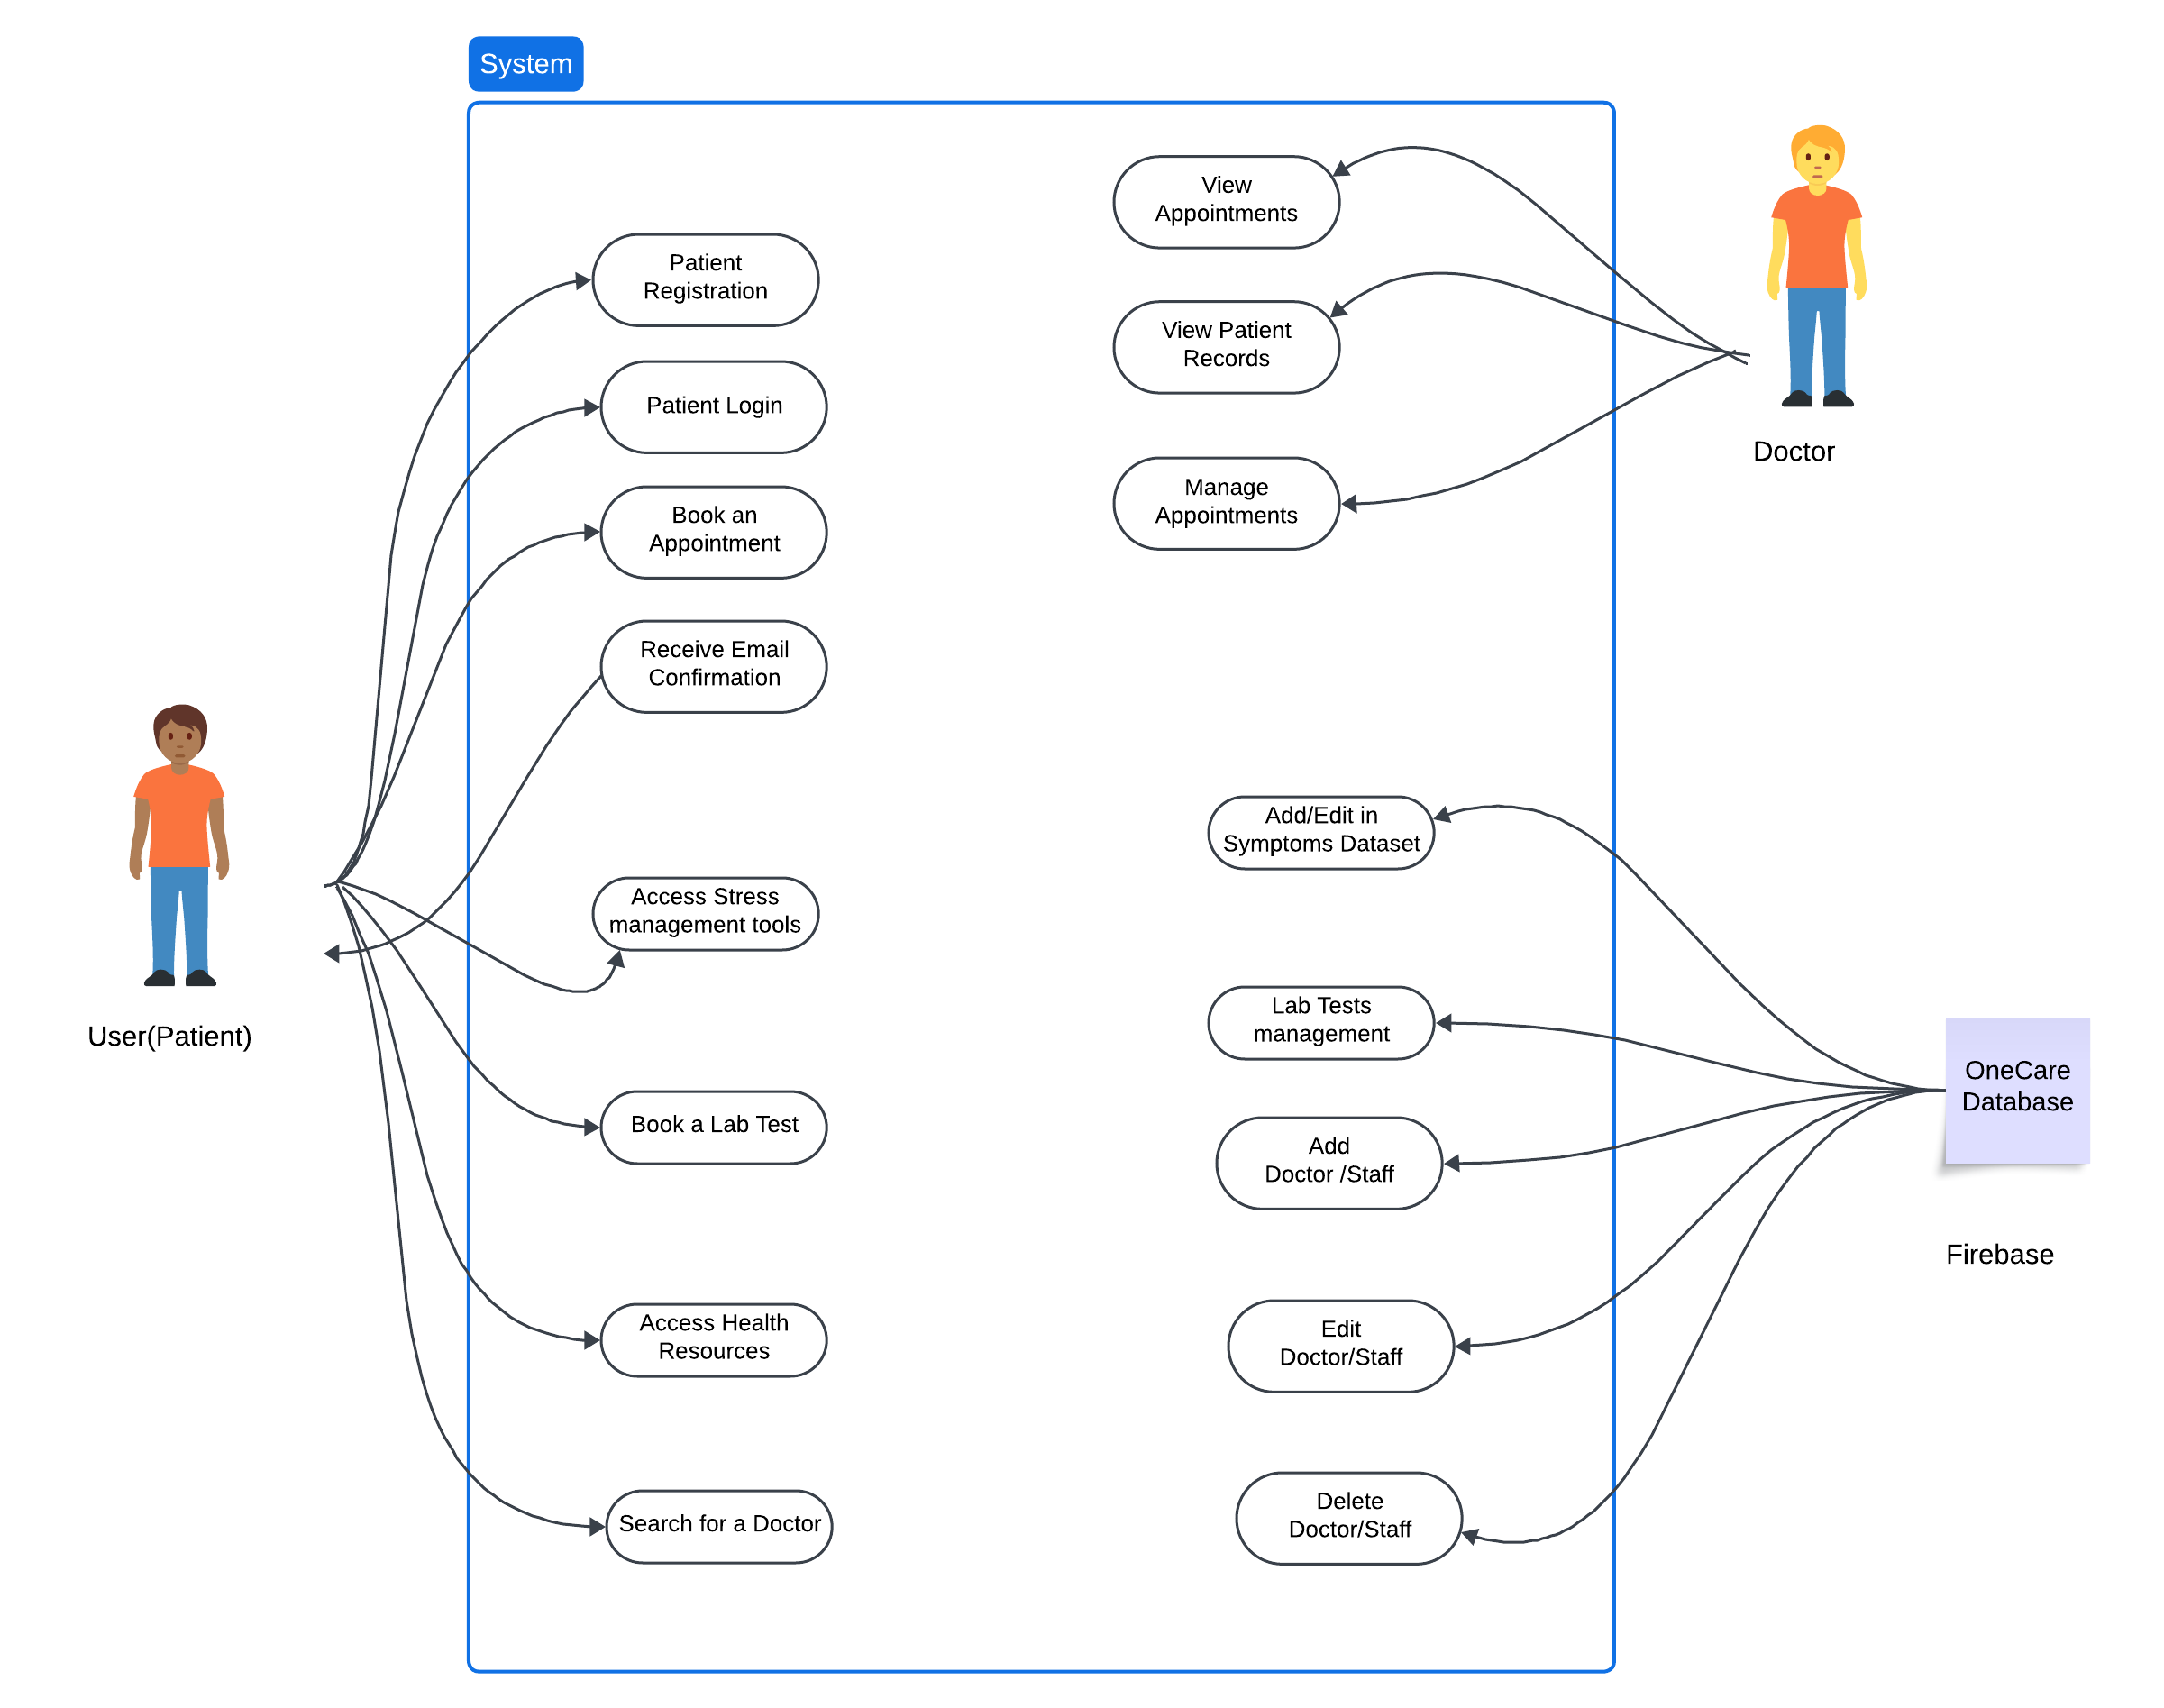 System
View
Appointments
Patient
Registration
View Patient
Records
Patient Login
Doctor
Manage
Appointments
Book an
Appointment
Receive Email
Confirmation
Add/Edit in
Symptoms Dataset
Access Stress
management tools
User(Patient)
Lab Tests
management
OneCare
Database
Book a Lab Test
Add
Doctor /Staff
Firebase
Access Health
Resources
Edit
Doctor/Staff
Search for a Doctor
Delete
Doctor/Staff